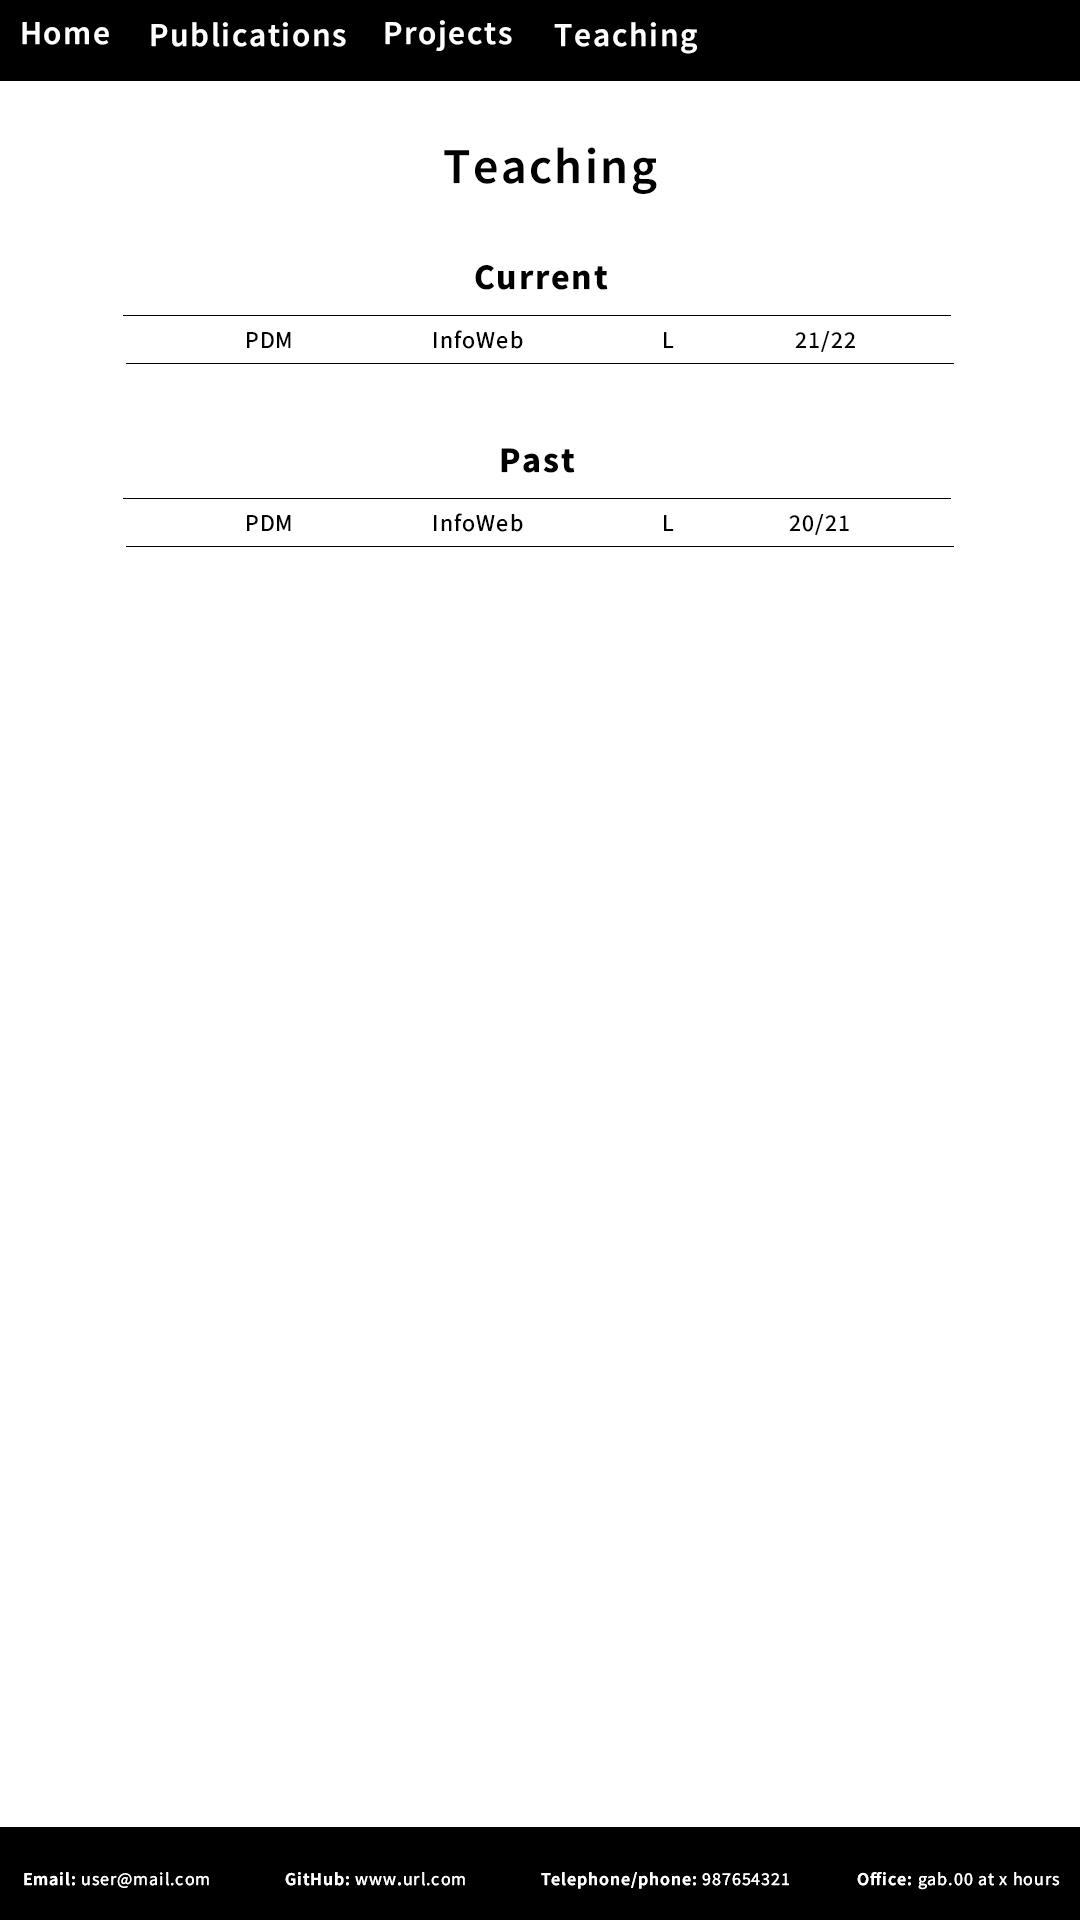 Home Publications Projects Teaching
Teaching
Current
PDM InfoWeb L 21/22
Past
PDM InfoWeb L 20/21
Email: user@mail.com GitHub: www.url.com Telephone/phone: 987654321 Office: gab.00 at x hours